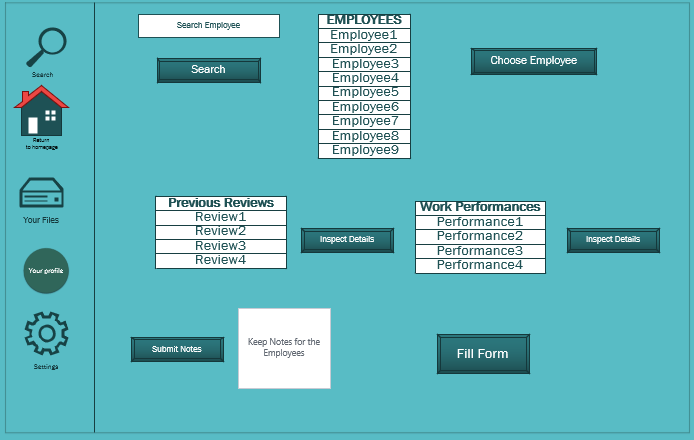 Search
Return
to homepage
Your Files
Your profile
Settings
Search Employee
Search
EMPLOYEES
Employee1
Employee2
Employee3
Employee4
Employee5
Employee6
Employee7
Employee8
Employee9
Choose Employee
Previous Reviews
Review1
Review2
Review3
Review4
Inspect Details
Work Performances
Performance1
Performance2
Performance3
Performance4
Inspect Details
Submit Notes
Keep Notes for the
Employees
Fill Form